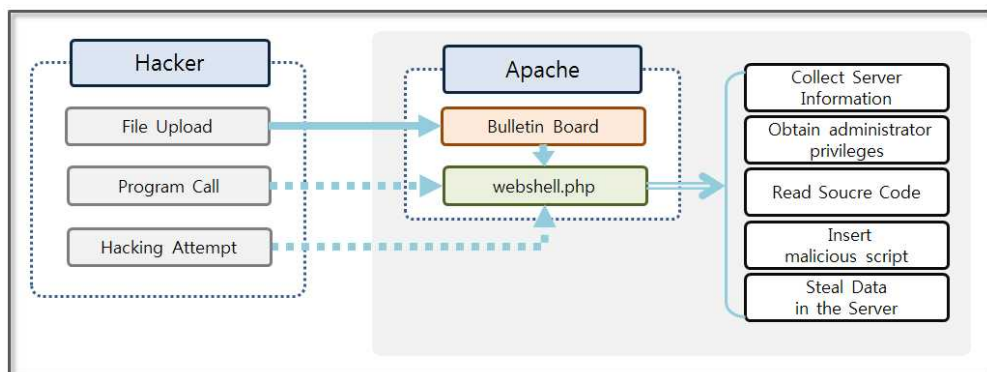 Hacker
File Upload
Program Call
Hacking Attempt
Apache
Bulletin Board
webshell.php
Collect Server
Information
Obtain administrator
privileges
Read Soucre Code
Insert
malicious script
Steal Data
in the Server